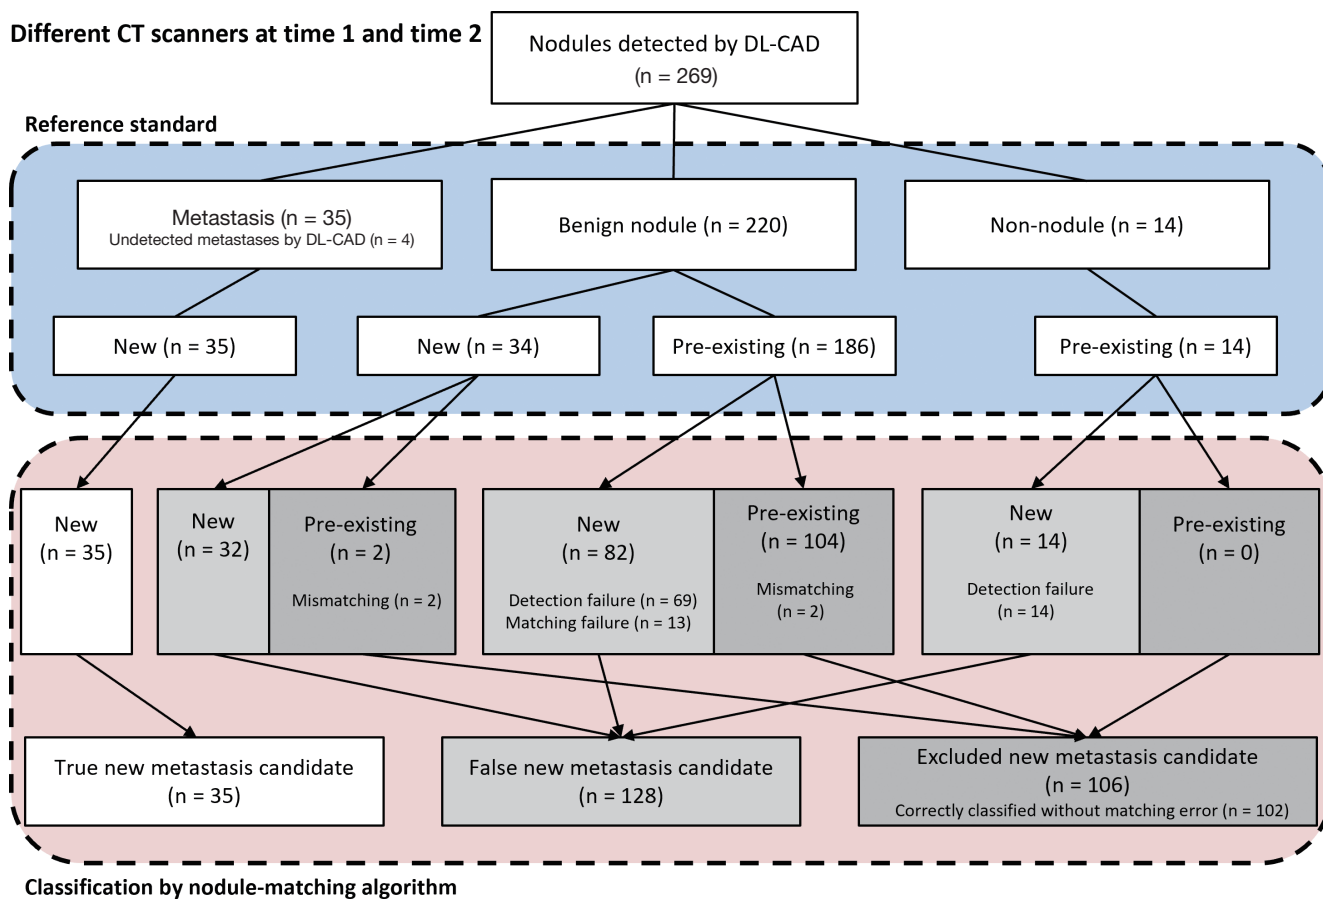 Different CT scanners at time 1 and time 2
Nodules detected by DL-CAD
(n = 269)
Reference standard
Metastasis (n = 35)
Undetected metastases by DL-CAD (n = 4)
Benign nodule (n = 220)
Non-nodule (n = 14)
New (n = 35)
New (n = 34)
Pre-existing (n = 186)
Pre-existing (n = 14)
New
(n = 35)
New
(n = 32)
Pre-existing
(n = 2)
Mismatching (n = 2)
New
(n = 82)
Detection failure (n = 69)
Matching failure (n = 13)
Pre-existing
(n = 104)
Mismatching
(n = 2)
New
(n = 14)
Detection failure
(n = 14)
Pre-existing
(n = 0)
True new metastasis candidate
(n = 35)
False new metastasis candidate
(n = 128)
Excluded new metastasis candidate
(n = 106)
Correctly classified without matching error (n = 102)
Classification by nodule-matching algorithm